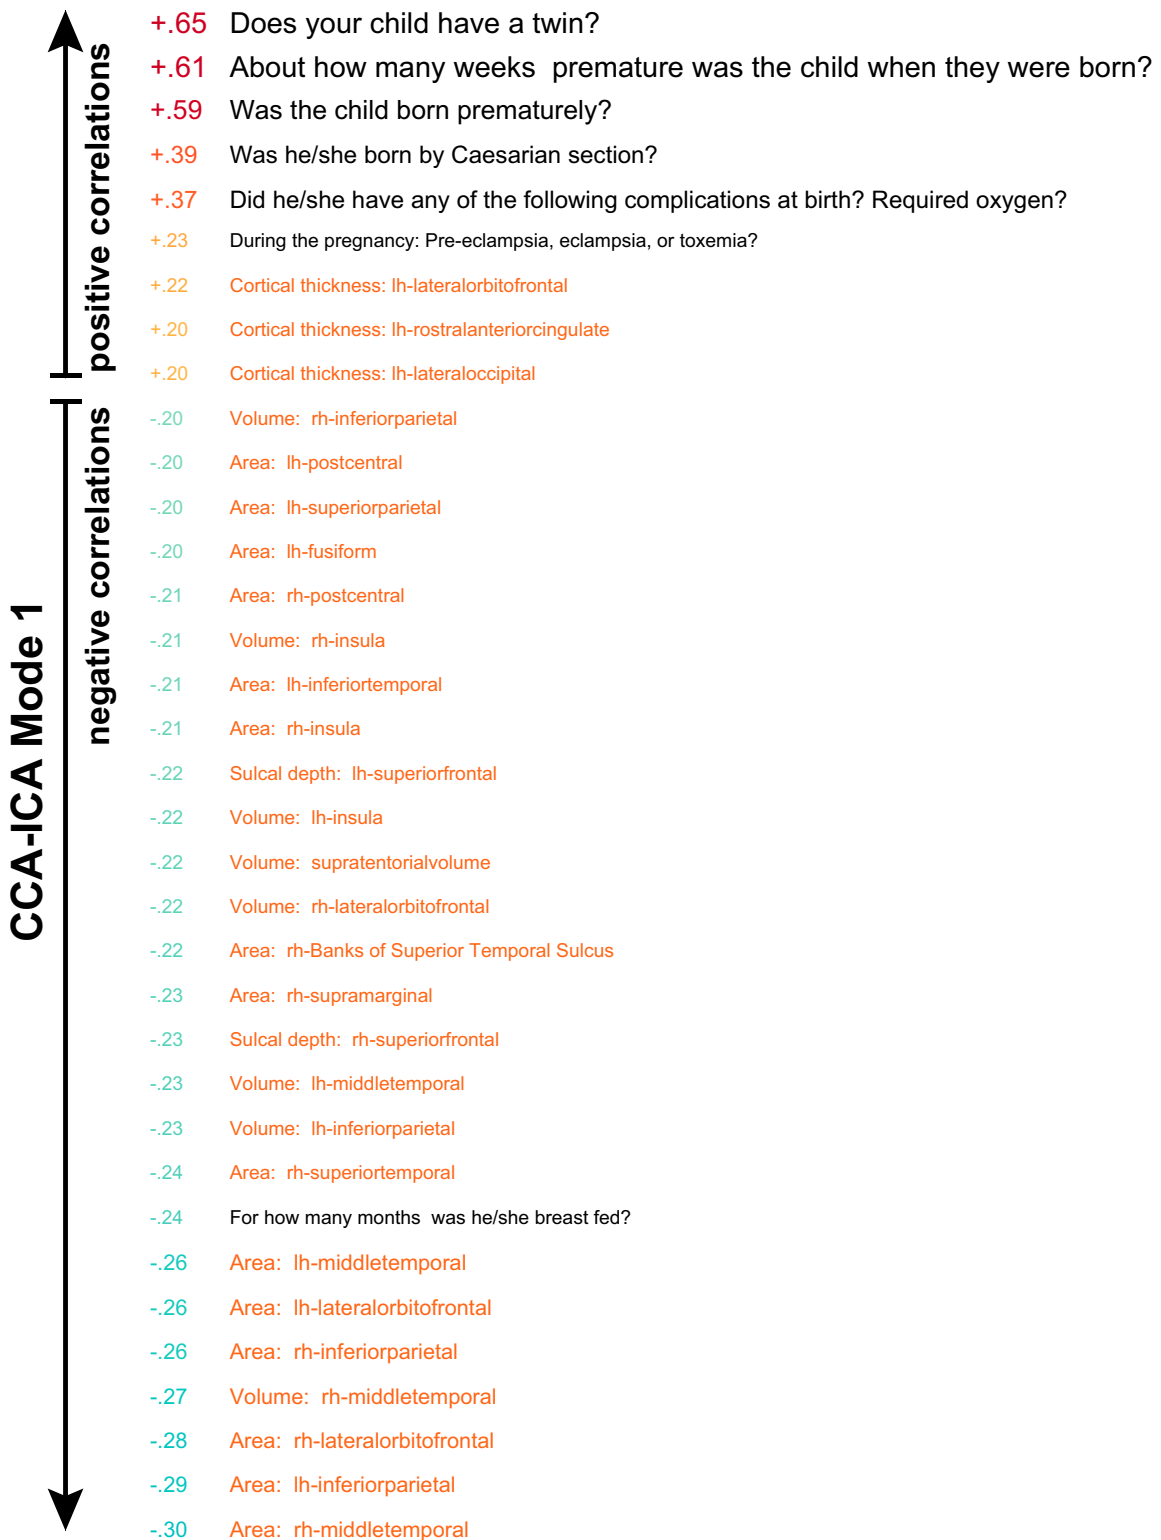 +.65 Does your child have a twin?
+.61 About how many weeks premature was the child when they were born?
+.59 Was the child born prematurely?
+.39 Was he/she born by Caesarian section?
+.37 Did he/she have any of the following complications at birth? Required oxygen?
+.23 During the pregnancy: Pre-eclampsia, eclampsia, or toxemia?
+.22 Cortical thickness: lh-lateralorbitofrontal
+.20 Cortical thickness: lh-rostralanteriorcingulate
+.20 Cortical thickness: lh-lateraloccipital
-.20 Volume: rh-inferiorparietal
-.20 Area: lh-postcentral
-.20 Area: lh-superiorparietal
-.20 Area: lh-fusiform
-.21 Area: rh-postcentral
-.21 Volume: rh-insula
-.21 Area: lh-inferiortemporal
-.21 Area: rh-insula
-.22 Sulcal depth: lh-superiorfrontal
-.22 Volume: lh-insula
-.22 Volume: supratentorialvolume
-.22 Volume: rh-lateralorbitofrontal
-.22 Area: rh-Banks of Superior Temporal Sulcus
-.23 Area: rh-supramarginal
-.23 Sulcal depth: rh-superiorfrontal
-.23 Volume: lh-middletemporal
-.23 Volume: lh-inferiorparietal
-.24 Area: rh-superiortemporal
-.24 For how many months was he/she breast fed?
-.26 Area: lh-middletemporal
-.26 Area: lh-lateralorbitofrontal
-.26 Area: rh-inferiorparietal
-.27 Volume: rh-middletemporal
-.28 Area: rh-lateralorbitofrontal
-.29 Area: lh-inferiorparietal
-.30 Area: rh-middletemporal
positive correlations
negative correlations
CCA-ICA Mode 1